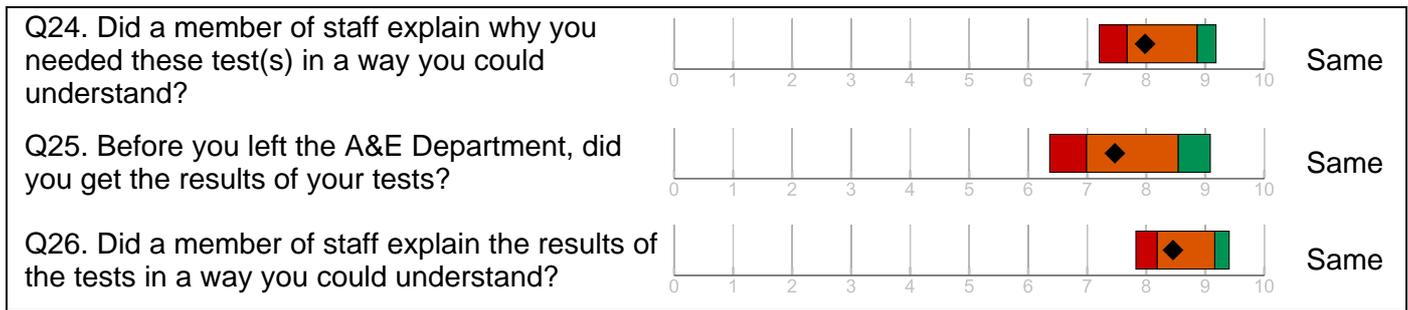 Q24. Did a member of staff explain why you
needed these test(s) in a way you could
understand?
0 1 2 3 4 5 6 7 8 9 10
Same
Q25. Before you left the A&E Department, did
you get the results of your tests?
0 1 2 3 4 5 6 7 8 9 10
Same
Q26. Did a member of staff explain the results of
the tests in a way you could understand?
0 1 2 3 4 5 6 7 8 9 10
Same